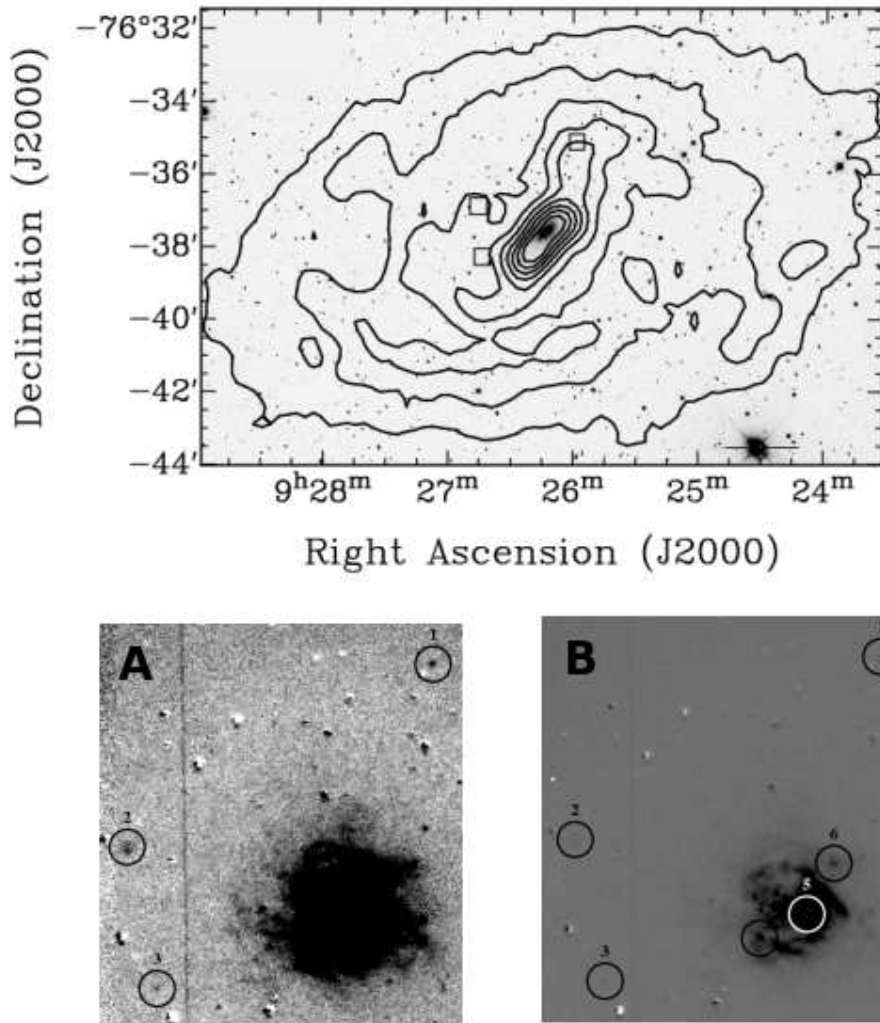 −76°32′
−34′
−36′
−38′
−40′
−42′
−44′
Declination (J2000)
9ʰ28ᵐ 27ᵐ 26ᵐ 25ᵐ 24ᵐ
Right Ascension (J2000)
A
1
2
3
B
2
6
5
3